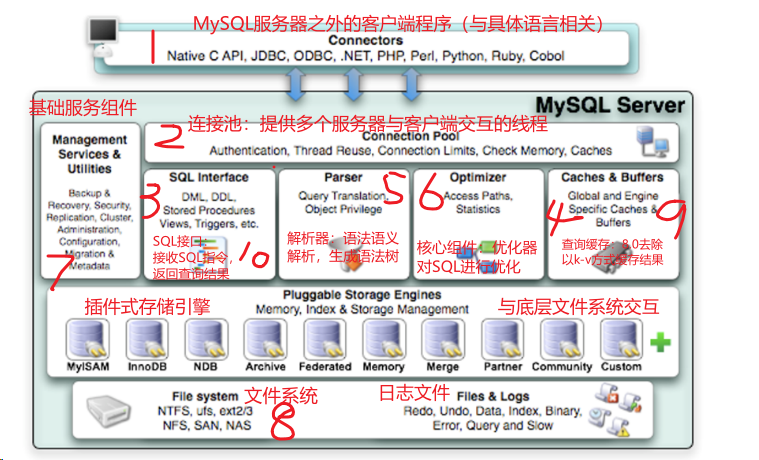 MySQL服务器之外的客户端程序（与具体语言相关）
1
Connectors
Native C API, JDBC, ODBC, .NET, PHP, Perl, Python, Ruby, Cobol
基础服务组件
MySQL Server
Management
Services &
Utilities
Backup &
Recovery, Security,
Replication, Cluster,
Administration,
Configuration,
Migration &
Metadata
7
2
连接池：提供多个服务器与客户端交互的线程
Connection Pool
Authentication, Thread Reuse, Connection Limits, Check Memory, Caches
3
SQL Interface
DML, DDL,
Stored Procedures
Views, Triggers, etc.
SQL接口：
接收SQL指令，
返回查询结果
10
Parser
5
Query Translation,
Object Privilege
解析器：语法语义
解析，生成语法树
6
Optimizer
Access Paths,
Statistics
核心组件：优化器
对SQL进行优化
4
Caches & Buffers
9
Global and Engine
Specific Caches &
Buffers
查询缓存：8.0去除
以k-v方式缓存结果
插件式存储引擎
Pluggable Storage Engines
Memory, Index & Storage Management
与底层文件系统交互
MyISAM InnoDB NDB Archive Federated Memory Merge Partner Community Custom
File system
文件系统
NTFS, ufs, ext2/3
NFS, SAN, NAS
8
日志文件
Files & Logs
Redo, Undo, Data, Index, Binary,
Error, Query and Slow